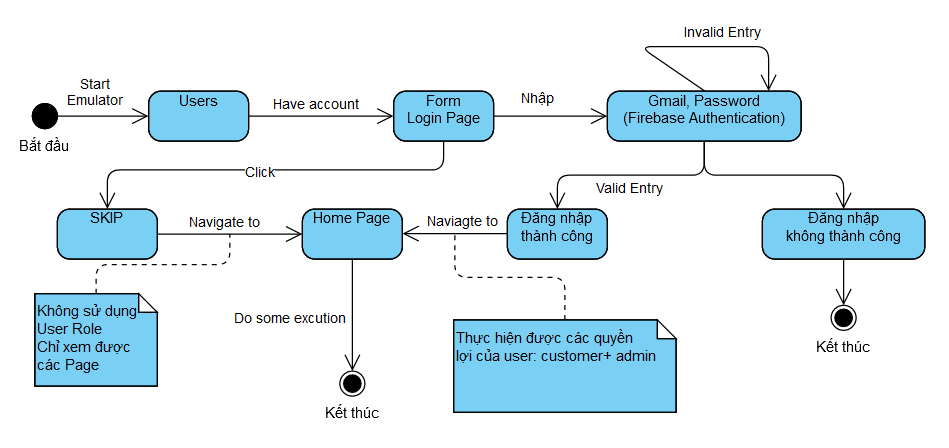 Invalid Entry
Start
Emulator
Users
Have account
Form
Login Page
Nhập
Gmail, Password
(Firebase Authentication)
Bắt đầu
Click
Valid Entry
SKIP
Navigate to
Home Page
Naviagte to
Đăng nhập
thành công
Đăng nhập
không thành công
Không sử dụng
User Role
Chỉ xem được
các Page
Do some excution
Thực hiện được các quyền
lợi của user: customer+ admin
Kết thúc
Kết thúc